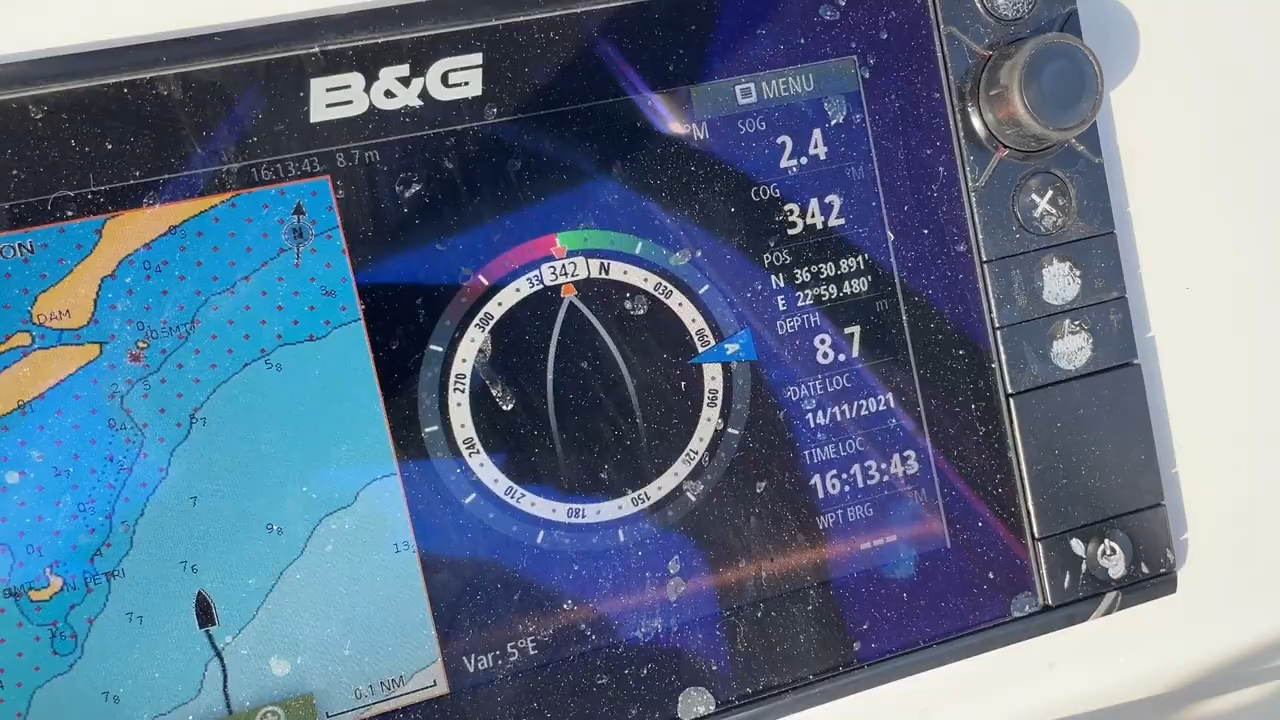 B&G
MENU
16:13:43 8.7 m
°M
SOG
2.4
COG
°M
342
POS
N 36°30.891'
E 22°59.480'
DEPTH
m
8.7
DATE LOC
14/11/2021
TIME LOC
16:13:43
WPT BRG
°M
342
N
33
030
060
090
150
180
210
240
270
300
A
ON
N
DAM
N. PETRI
0.1 NM
Var: 5°E